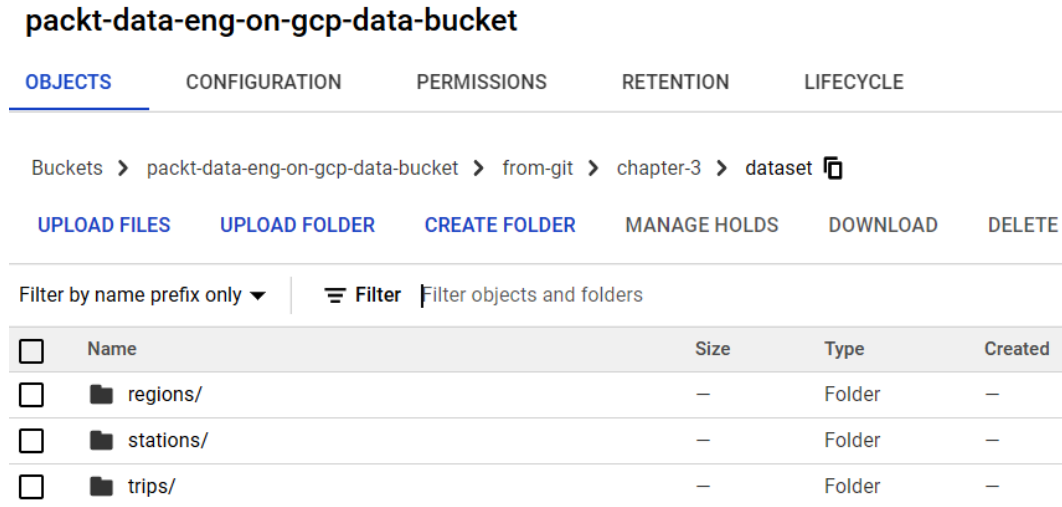 packt-data-eng-on-gcp-data-bucket
OBJECTS CONFIGURATION PERMISSIONS RETENTION LIFECYCLE
Buckets > packt-data-eng-on-gcp-data-bucket > from-git > chapter-3 > dataset
UPLOAD FILES UPLOAD FOLDER CREATE FOLDER MANAGE HOLDS DOWNLOAD DELETE
Filter by name prefix only Filter Filter objects and folders
Name Size Type Created
regions/ — Folder —
stations/ — Folder —
trips/ — Folder —